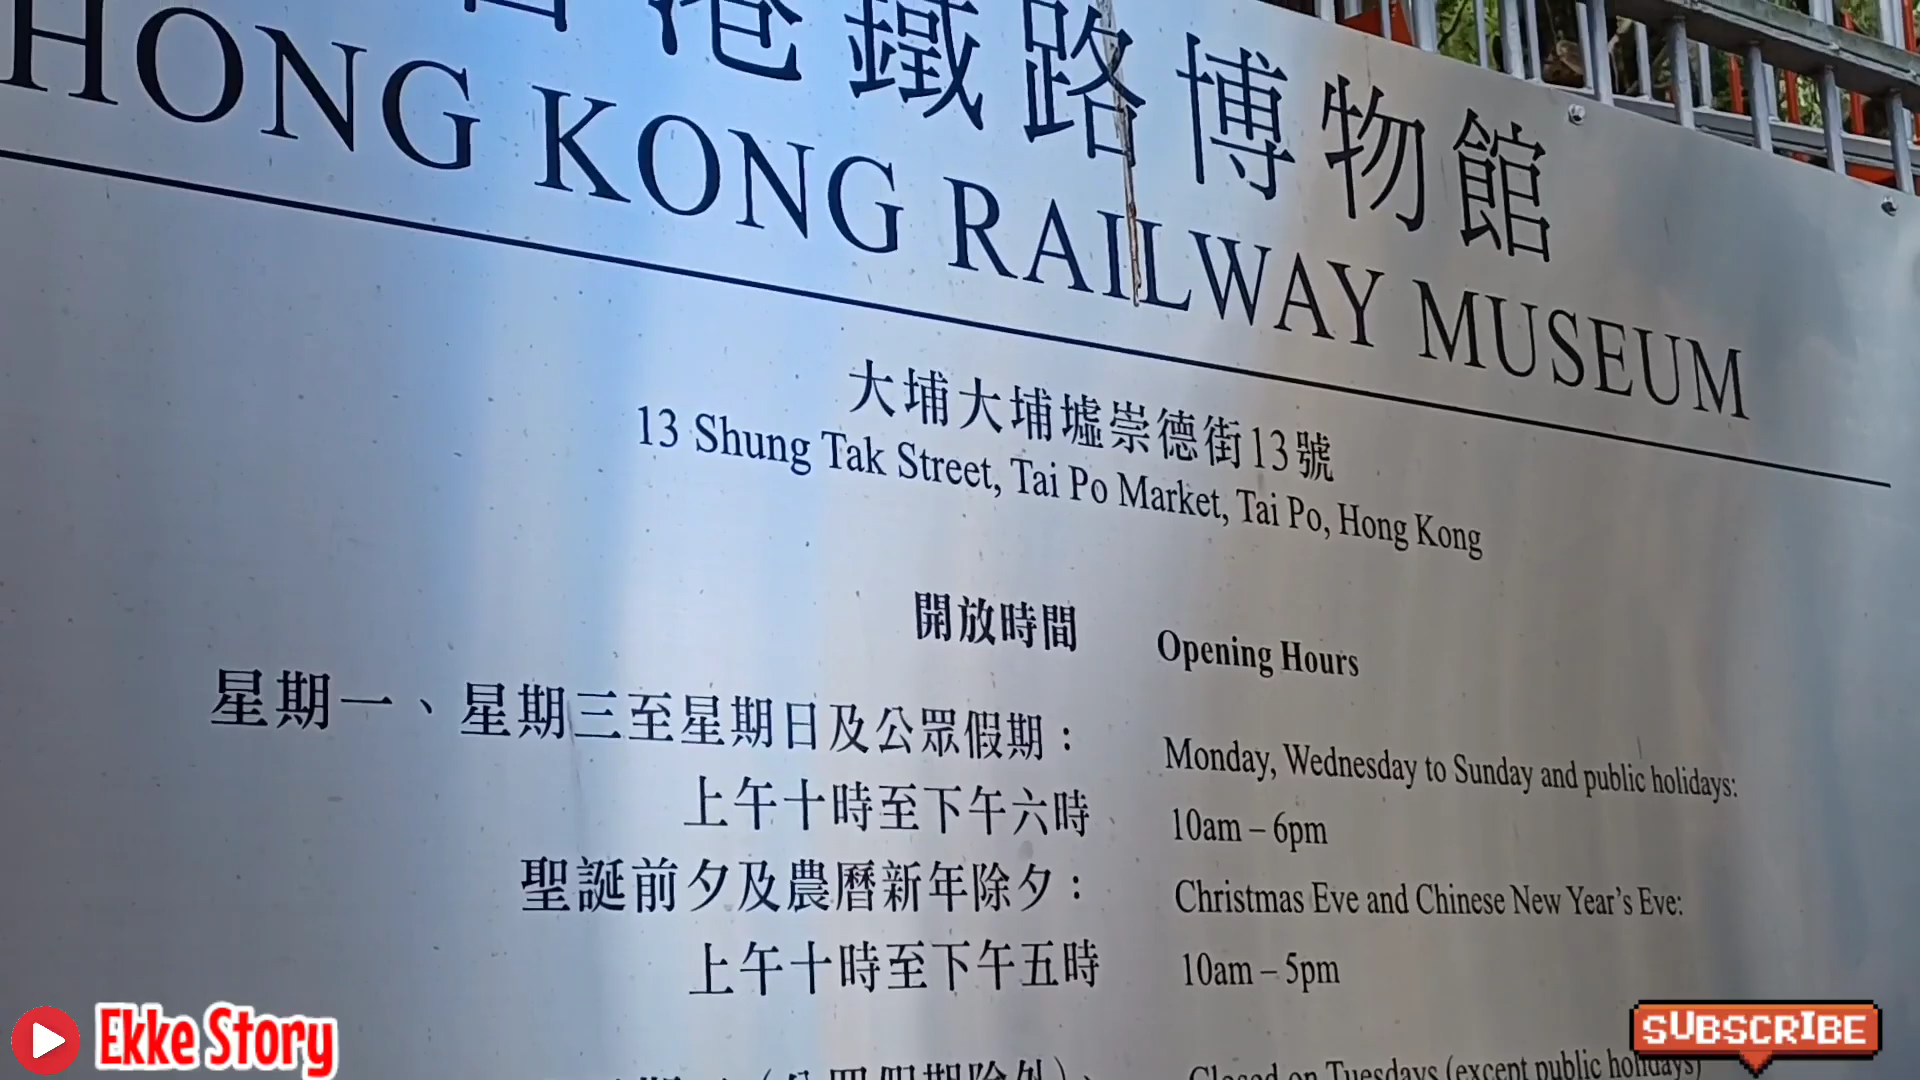 香港鐵路博物館
HONG KONG RAILWAY MUSEUM
大埔大埔墟崇德街13號
13 Shung Tak Street, Tai Po Market, Tai Po, Hong Kong
開放時間
Opening Hours
星期一、星期三至星期日及公眾假期：
Monday, Wednesday to Sunday and public holidays:
上午十時至下午六時
10am – 6pm
聖誕前夕及農曆新年除夕：
Christmas Eve and Chinese New Year's Eve:
上午十時至下午五時
10am – 5pm
Closed on Tuesdays (except public holidays)
Ekke Story
SUBSCRIBE